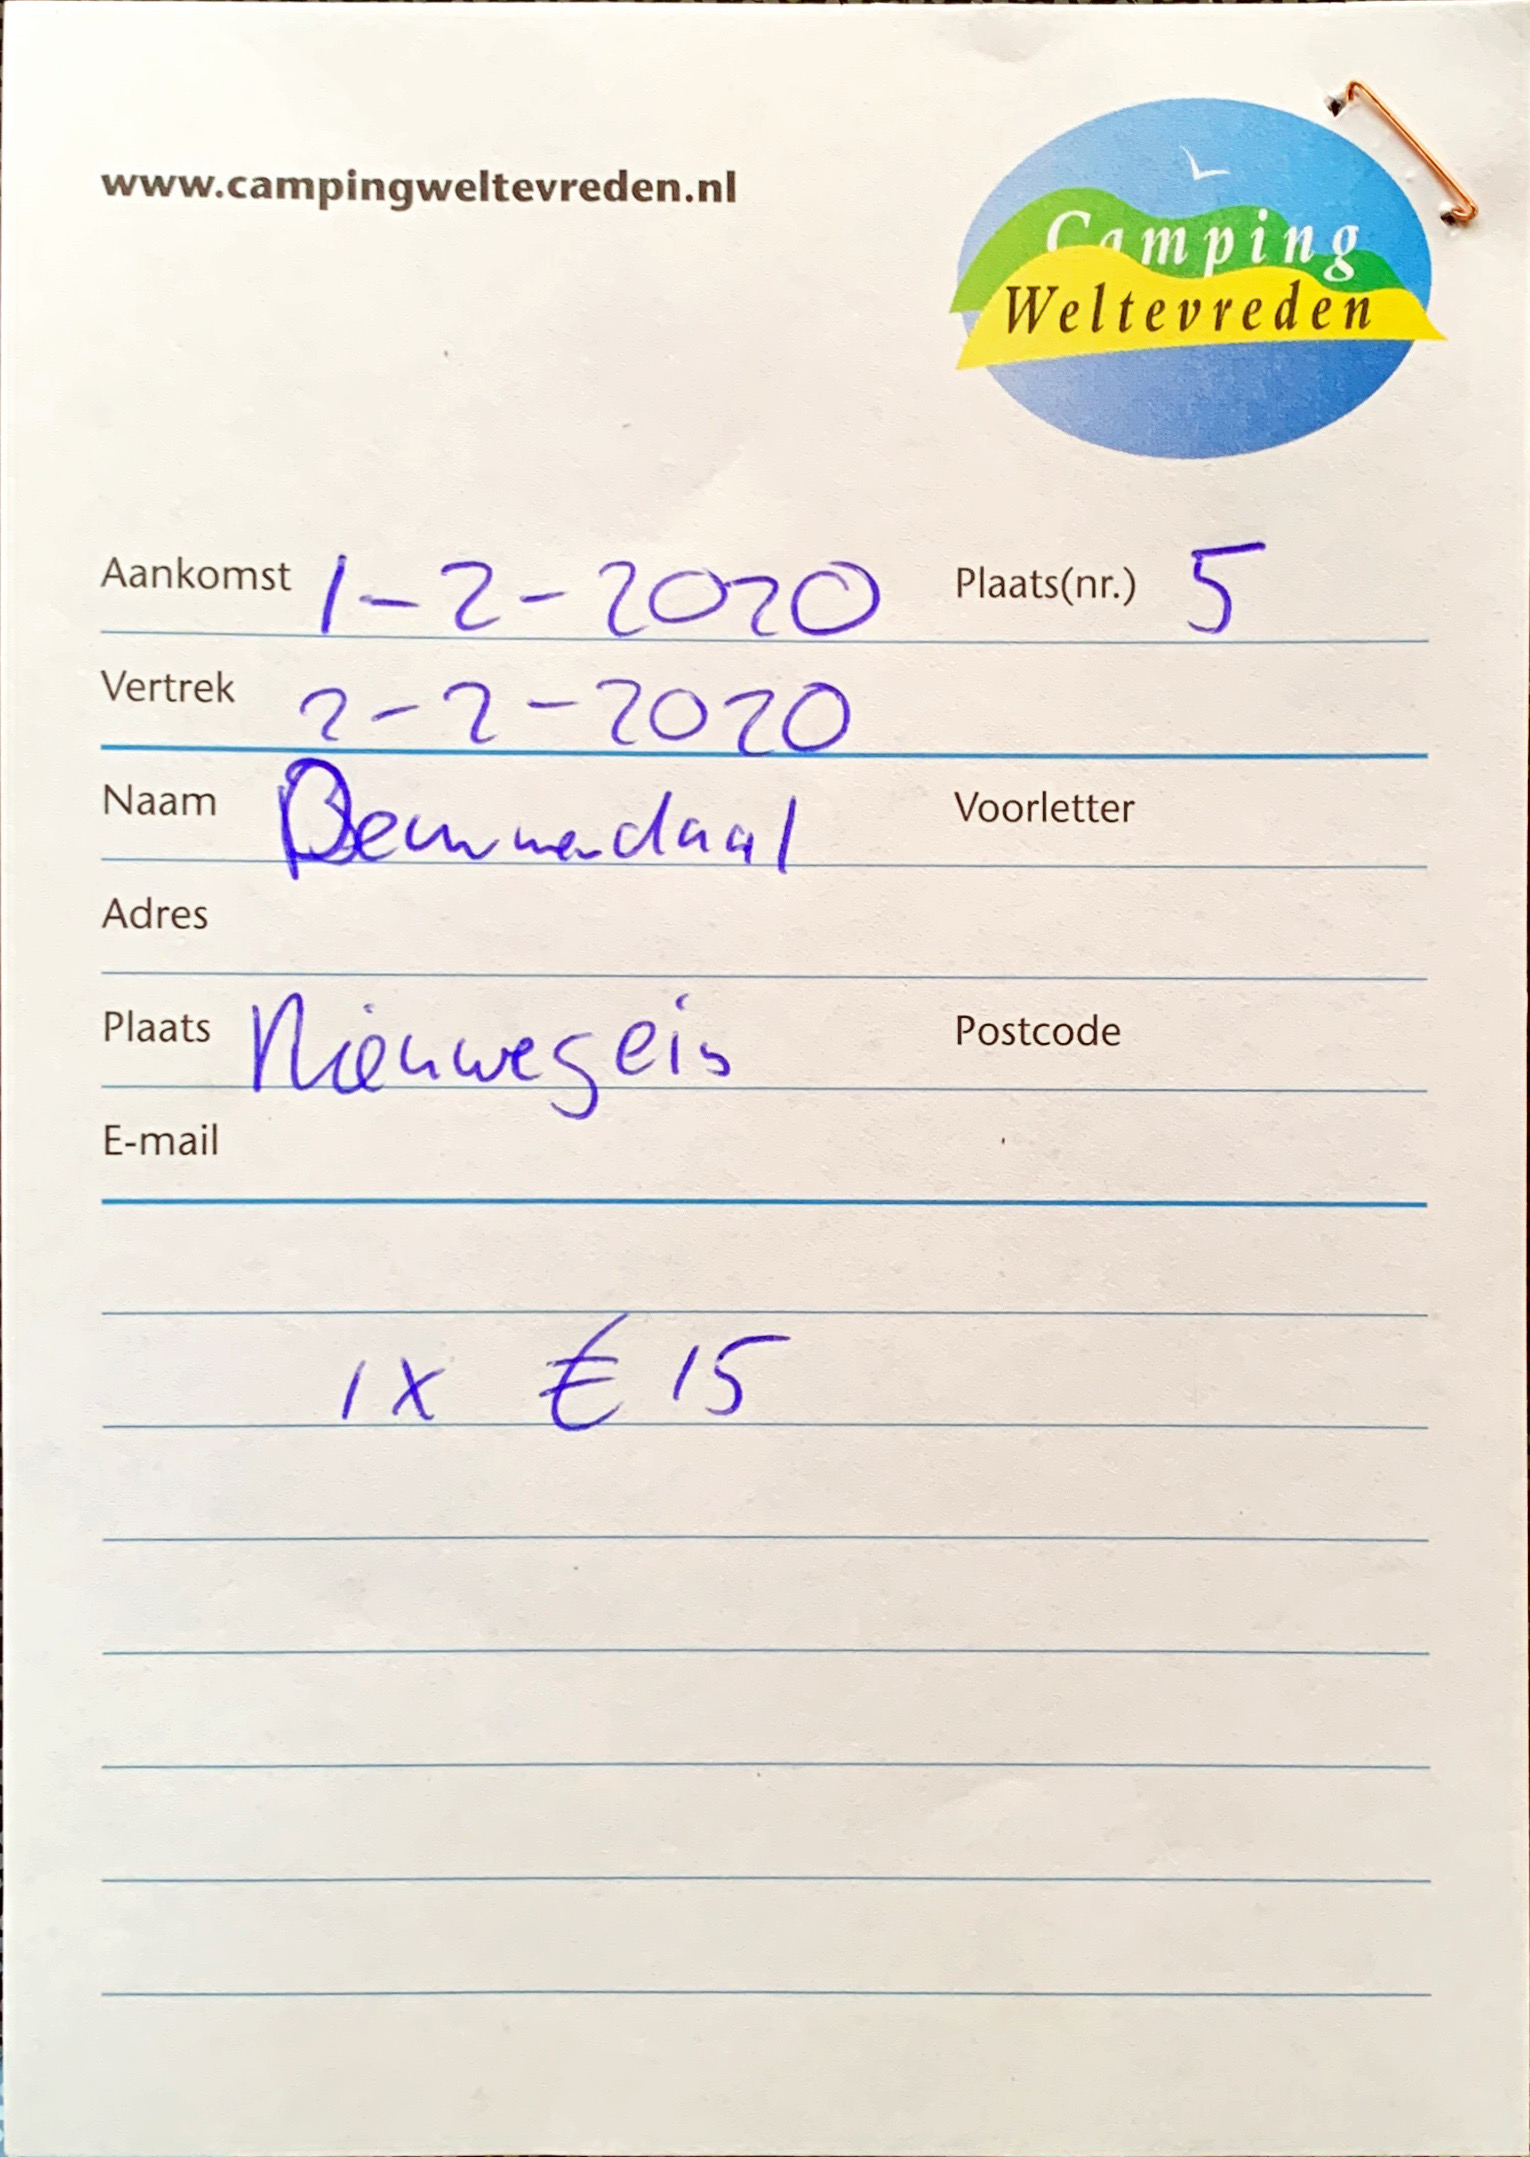 www.campingweltevreden.nl
Camping
Weltevreden
Aankomst 1-2-2020 Plaats(nr.) 5
Vertrek 2-2-2020
Naam Voorletter
Adres
Plaats Nieuwegein Postcode
E-mail
1x € 15